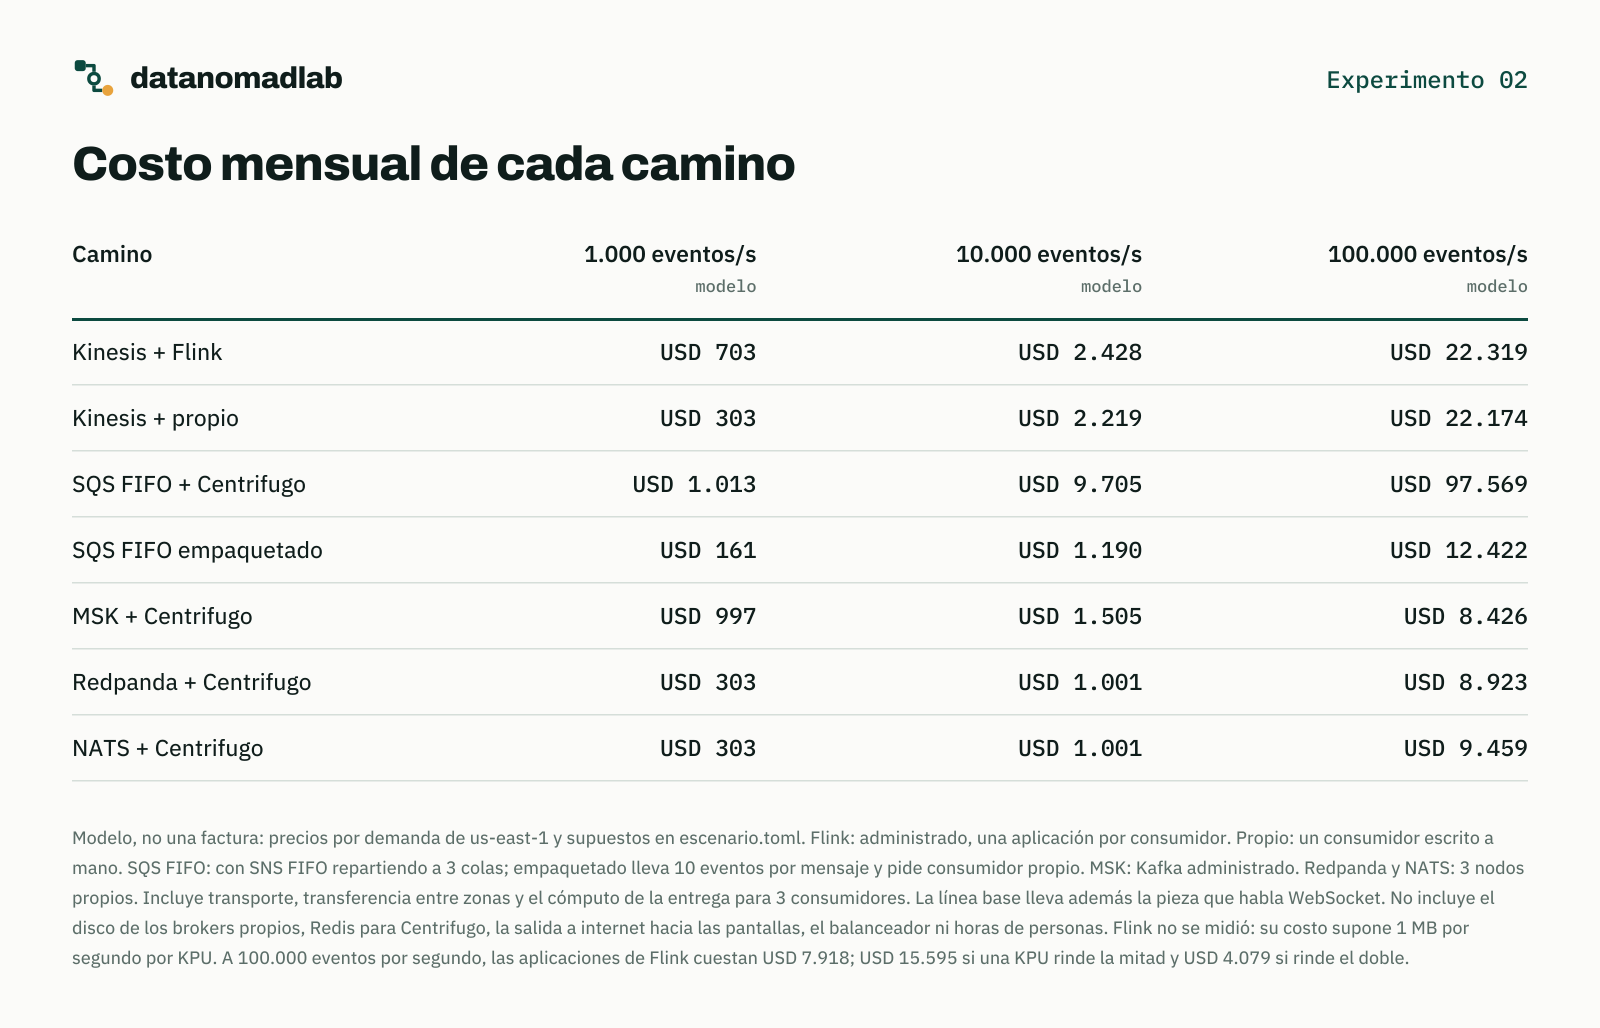 datanomadlab
Experimento 02
Costo mensual de cada camino
Camino 1.000 eventos/s 10.000 eventos/s 100.000 eventos/s
modelo modelo modelo
Kinesis + Flink USD 703 USD 2.428 USD 22.319
Kinesis + propio USD 303 USD 2.219 USD 22.174
SQS FIFO + Centrifugo USD 1.013 USD 9.705 USD 97.569
SQS FIFO empaquetado USD 161 USD 1.190 USD 12.422
MSK + Centrifugo USD 997 USD 1.505 USD 8.426
Redpanda + Centrifugo USD 303 USD 1.001 USD 8.923
NATS + Centrifugo USD 303 USD 1.001 USD 9.459
Modelo, no una factura: precios por demanda de us-east-1 y supuestos en escenario.toml. Flink: administrado, una aplicación por consumidor. Propio: un consumidor escrito a
mano. SQS FIFO: con SNS FIFO repartiendo a 3 colas; empaquetado lleva 10 eventos por mensaje y pide consumidor propio. MSK: Kafka administrado. Redpanda y NATS: 3 nodos
propios. Incluye transporte, transferencia entre zonas y el cómputo de la entrega para 3 consumidores. La línea base lleva además la pieza que habla WebSocket. No incluye el
disco de los brokers propios, Redis para Centrifugo, la salida a internet hacia las pantallas, el balanceador ni horas de personas. Flink no se midió: su costo supone 1 MB por
segundo por KPU. A 100.000 eventos por segundo, las aplicaciones de Flink cuestan USD 7.918; USD 15.595 si una KPU rinde la mitad y USD 4.079 si rinde el doble.